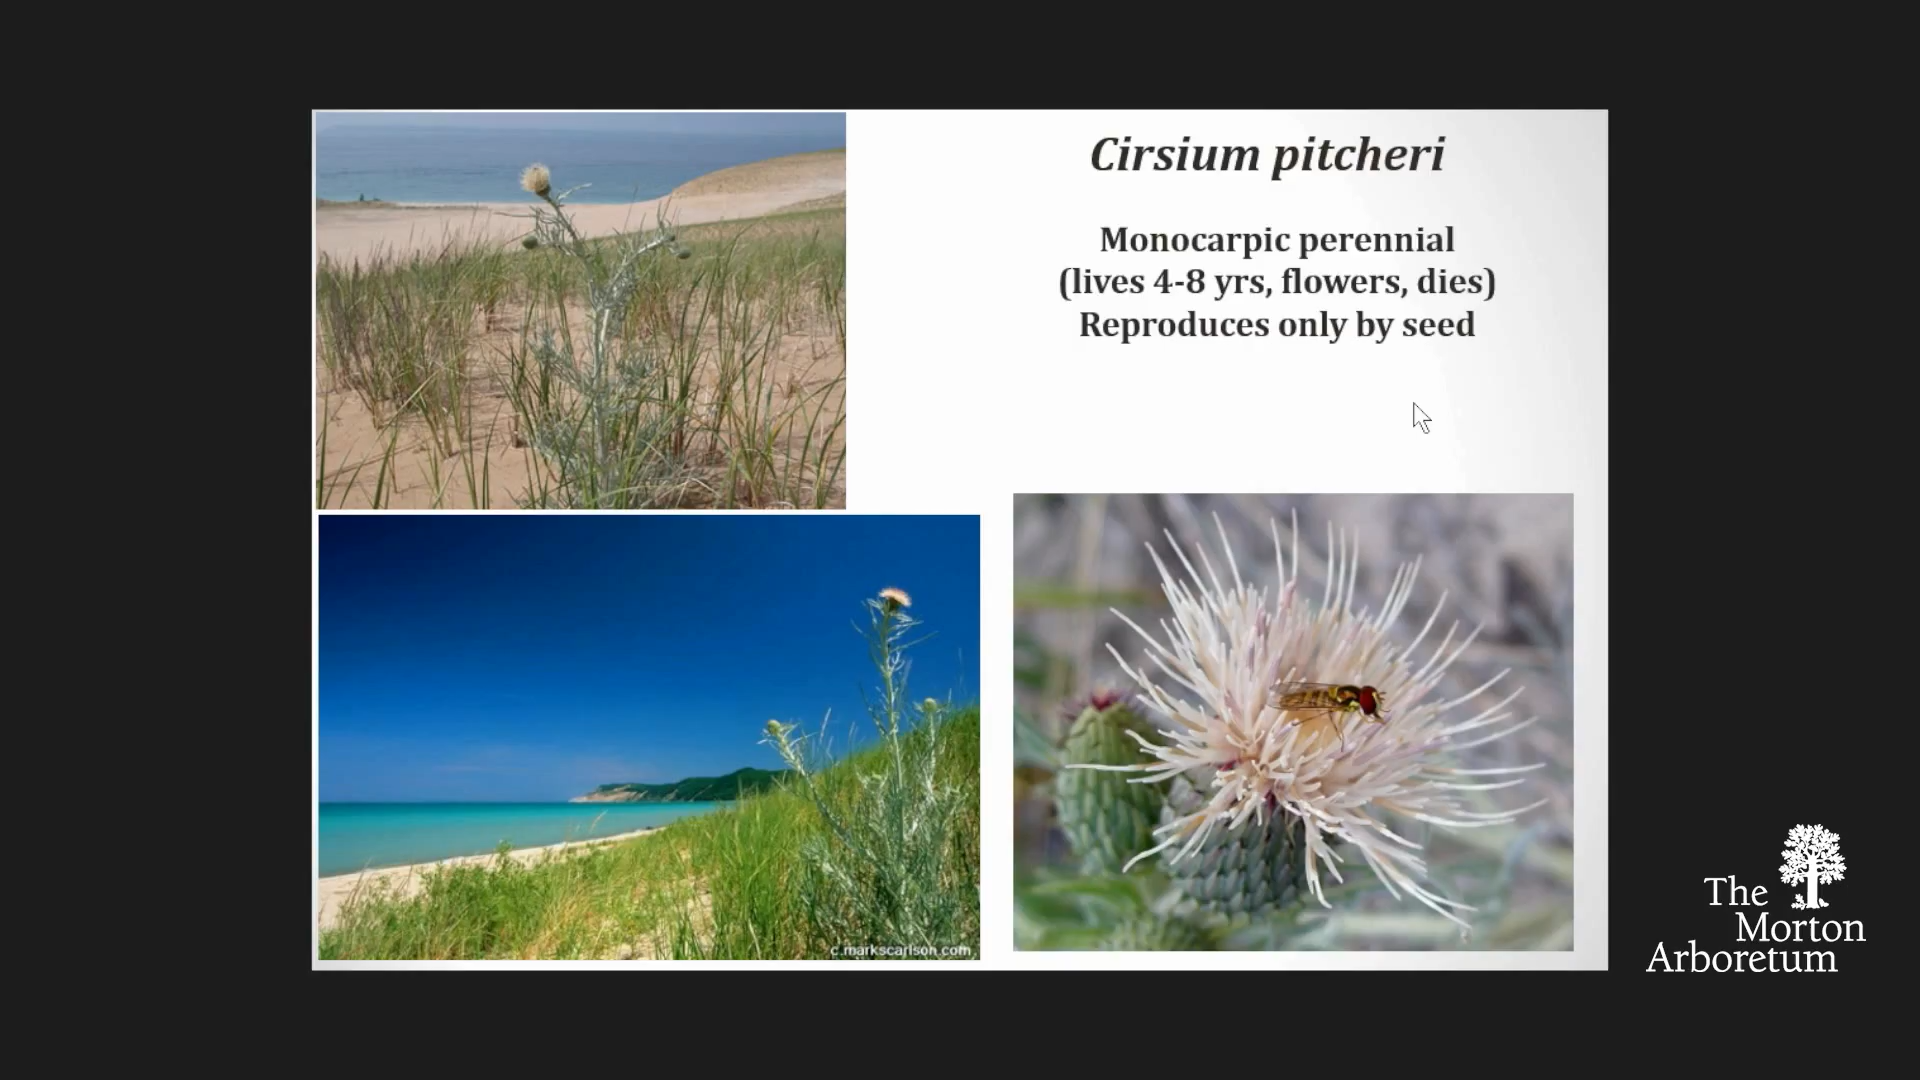 Cirsium pitcheri
Monocarpic perennial
(lives 4-8 yrs, flowers, dies)
Reproduces only by seed
c.markscarlson.com
The
Morton
Arboretum